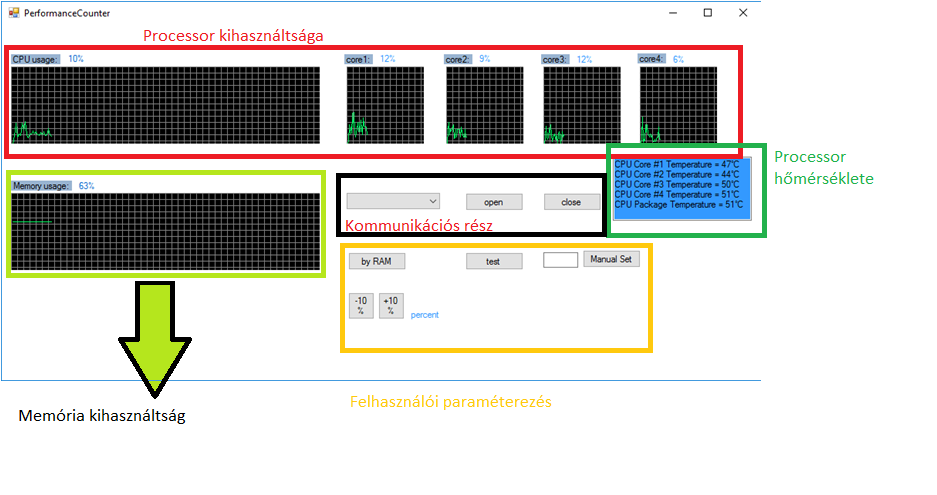 PerformanceCounter
Processor kihasználtsága
CPU usage: 10%
core1: 12%
core2: 9%
core3: 12%
core4: 6%
Processor
hőmérséklete
CPU Core #1 Temperature = 47°C
CPU Core #2 Temperature = 44°C
CPU Core #3 Temperature = 50°C
CPU Core #4 Temperature = 51°C
CPU Package Temperature = 51°C
Memory usage: 63%
open
close
Kommunikációs rész
by RAM
test
Manual Set
-10
%
+10
%
percent
Felhasználói paraméterezés
Memória kihasználtság